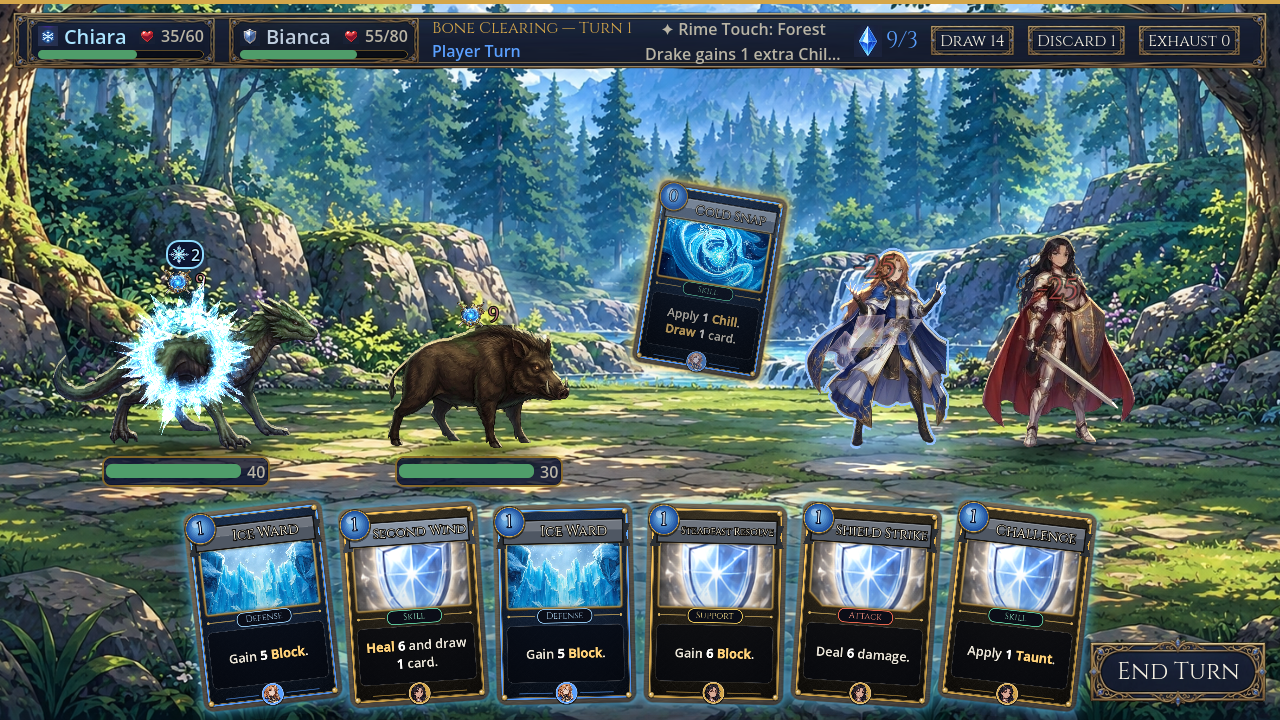 Chiara 35/60
Bianca 55/80
Bone Clearing — Turn 1
Player Turn
✦ Rime Touch: Forest
Drake gains 1 extra Chil...
9/3
Draw 14
Discard 1
Exhaust 0
0
Cold Snap
Skill
Apply 1 Chill.
Draw 1 card.
2
9
9
25
40
30
1
Ice Ward
Defense
Gain 5 Block.
1
Second Wind
Skill
Heal 6 and draw
1 card.
1
Ice Ward
Defense
Gain 5 Block.
1
Steadfast Resolve
Support
Gain 6 Block.
1
Shield Strike
Attack
Deal 6 damage.
1
Challenge
Skill
Apply 1 Taunt.
End Turn